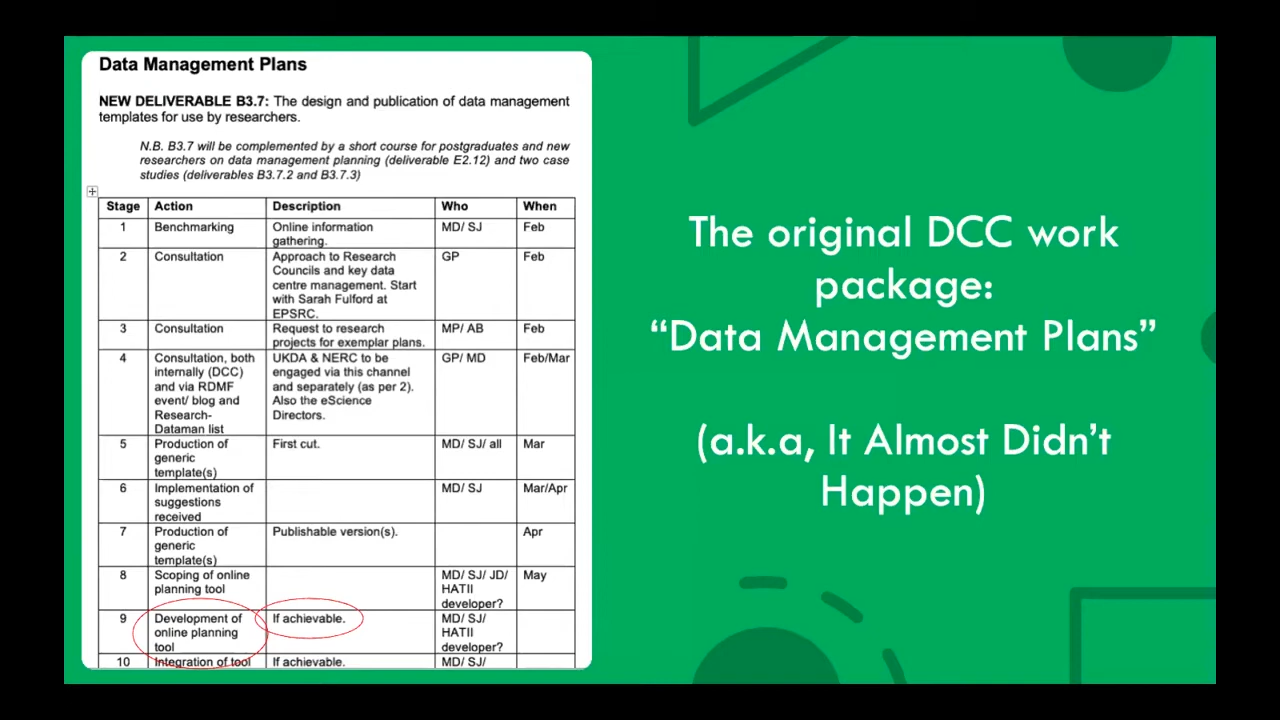 Data Management Plans
NEW DELIVERABLE B3.7: The design and publication of data management
templates for use by researchers.
N.B. B3.7 will be complemented by a short course for postgraduates and new
researchers on data management planning (deliverable E2.12) and two case
studies (deliverables B3.7.2 and B3.7.3)
Stage Action Description Who When
1 Benchmarking Online information MD/ SJ Feb
gathering.
2 Consultation Approach to Research GP Feb
Councils and key data
centre management. Start
with Sarah Fulford at
EPSRC.
3 Consultation Request to research MP/ AB Feb
projects for exemplar plans.
4 Consultation, both UKDA & NERC to be GP/ MD Feb/Mar
internally (DCC) engaged via this channel
and via RDMF and separately (as per 2).
event/ blog and Also the eScience
Research- Directors.
Dataman list
5 Production of First cut. MD/ SJ/ all Mar
generic
template(s)
6 Implementation of MD/ SJ Mar/Apr
suggestions
received
7 Production of Publishable version(s). Apr
generic
template(s)
8 Scoping of online MD/ SJ/ JD/ May
planning tool HATII
developer?
9 Development of If achievable. MD/ SJ/
online planning HATII
tool developer?
10 Integration of tool If achievable. MD/ SJ/
The original DCC work
package:
“Data Management Plans”
(a.k.a, It Almost Didn’t
Happen)